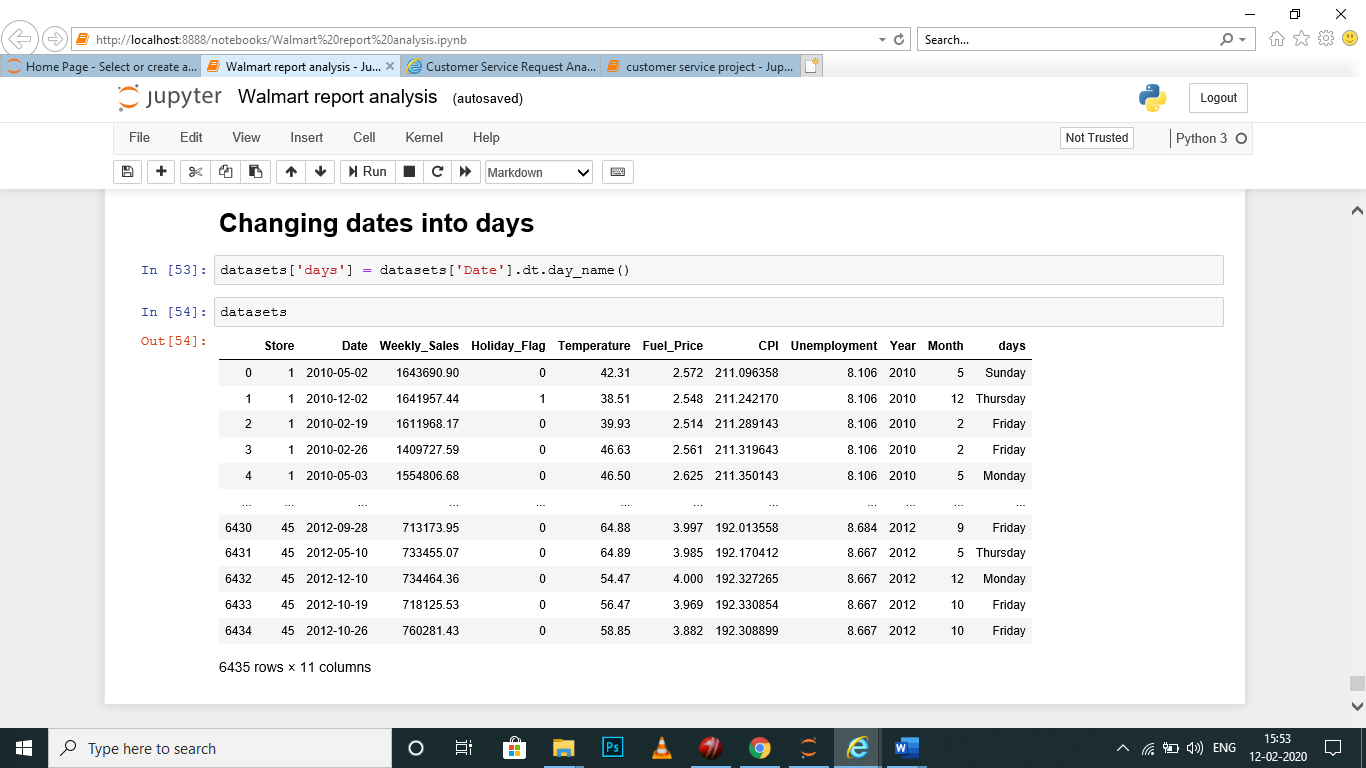 http://localhost:8888/notebooks/Walmart%20report%20analysis.ipynb
Search...
Home Page - Select or create a...
Walmart report analysis - Ju...
Customer Service Request Ana...
customer service project - Jup...
jupyter Walmart report analysis (autosaved)
Logout
File Edit View Insert Cell Kernel Help
Not Trusted
Python 3
Run
Markdown
Changing dates into days
In [53]: datasets['days'] = datasets['Date'].dt.day_name()
In [54]: datasets
Out[54]:
Store Date Weekly_Sales Holiday_Flag Temperature Fuel_Price CPI Unemployment Year Month days
0 1 2010-05-02 1643690.90 0 42.31 2.572 211.096358 8.106 2010 5 Sunday
1 1 2010-12-02 1641957.44 1 38.51 2.548 211.242170 8.106 2010 12 Thursday
2 1 2010-02-19 1611968.17 0 39.93 2.514 211.289143 8.106 2010 2 Friday
3 1 2010-02-26 1409727.59 0 46.63 2.561 211.319643 8.106 2010 2 Friday
4 1 2010-05-03 1554806.68 0 46.50 2.625 211.350143 8.106 2010 5 Monday
... ... ... ... ... ... ... ... ... ... ... ...
6430 45 2012-09-28 713173.95 0 64.88 3.997 192.013558 8.684 2012 9 Friday
6431 45 2012-05-10 733455.07 0 64.89 3.985 192.170412 8.667 2012 5 Thursday
6432 45 2012-12-10 734464.36 0 54.47 4.000 192.327265 8.667 2012 12 Monday
6433 45 2012-10-19 718125.53 0 56.47 3.969 192.330854 8.667 2012 10 Friday
6434 45 2012-10-26 760281.43 0 58.85 3.882 192.308899 8.667 2012 10 Friday
6435 rows × 11 columns
Type here to search
Ps
ENG
15:53
12-02-2020